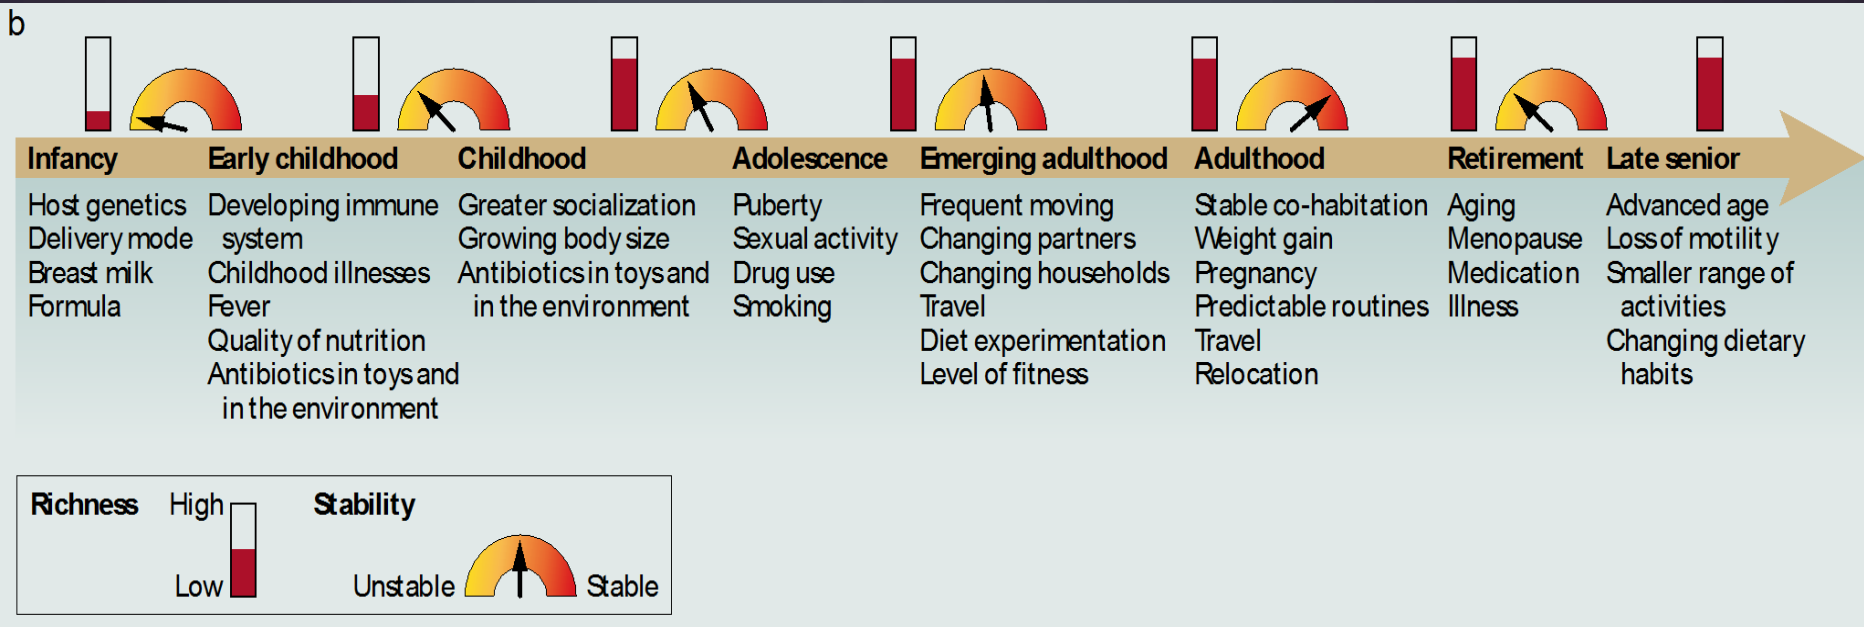 b
Infancy
Host genetics
Delivery mode
Breast milk
Formula
Early childhood
Developing immune
system
Childhood illnesses
Fever
Quality of nutrition
Antibiotics in toys and
in the environment
Childhood
Greater socialization
Growing body size
Antibiotics in toys and
in the environment
Adolescence
Puberty
Sexual activity
Drug use
Smoking
Emerging adulthood
Frequent moving
Changing partners
Changing households
Travel
Diet experimentation
Level of fitness
Adulthood
Stable co-habitation
Weight gain
Pregnancy
Predictable routines
Travel
Relocation
Retirement
Aging
Menopause
Medication
Illness
Late senior
Advanced age
Loss of motility
Smaller range of
activities
Changing dietary
habits
Richness
High
Low
Stability
Unstable
Stable